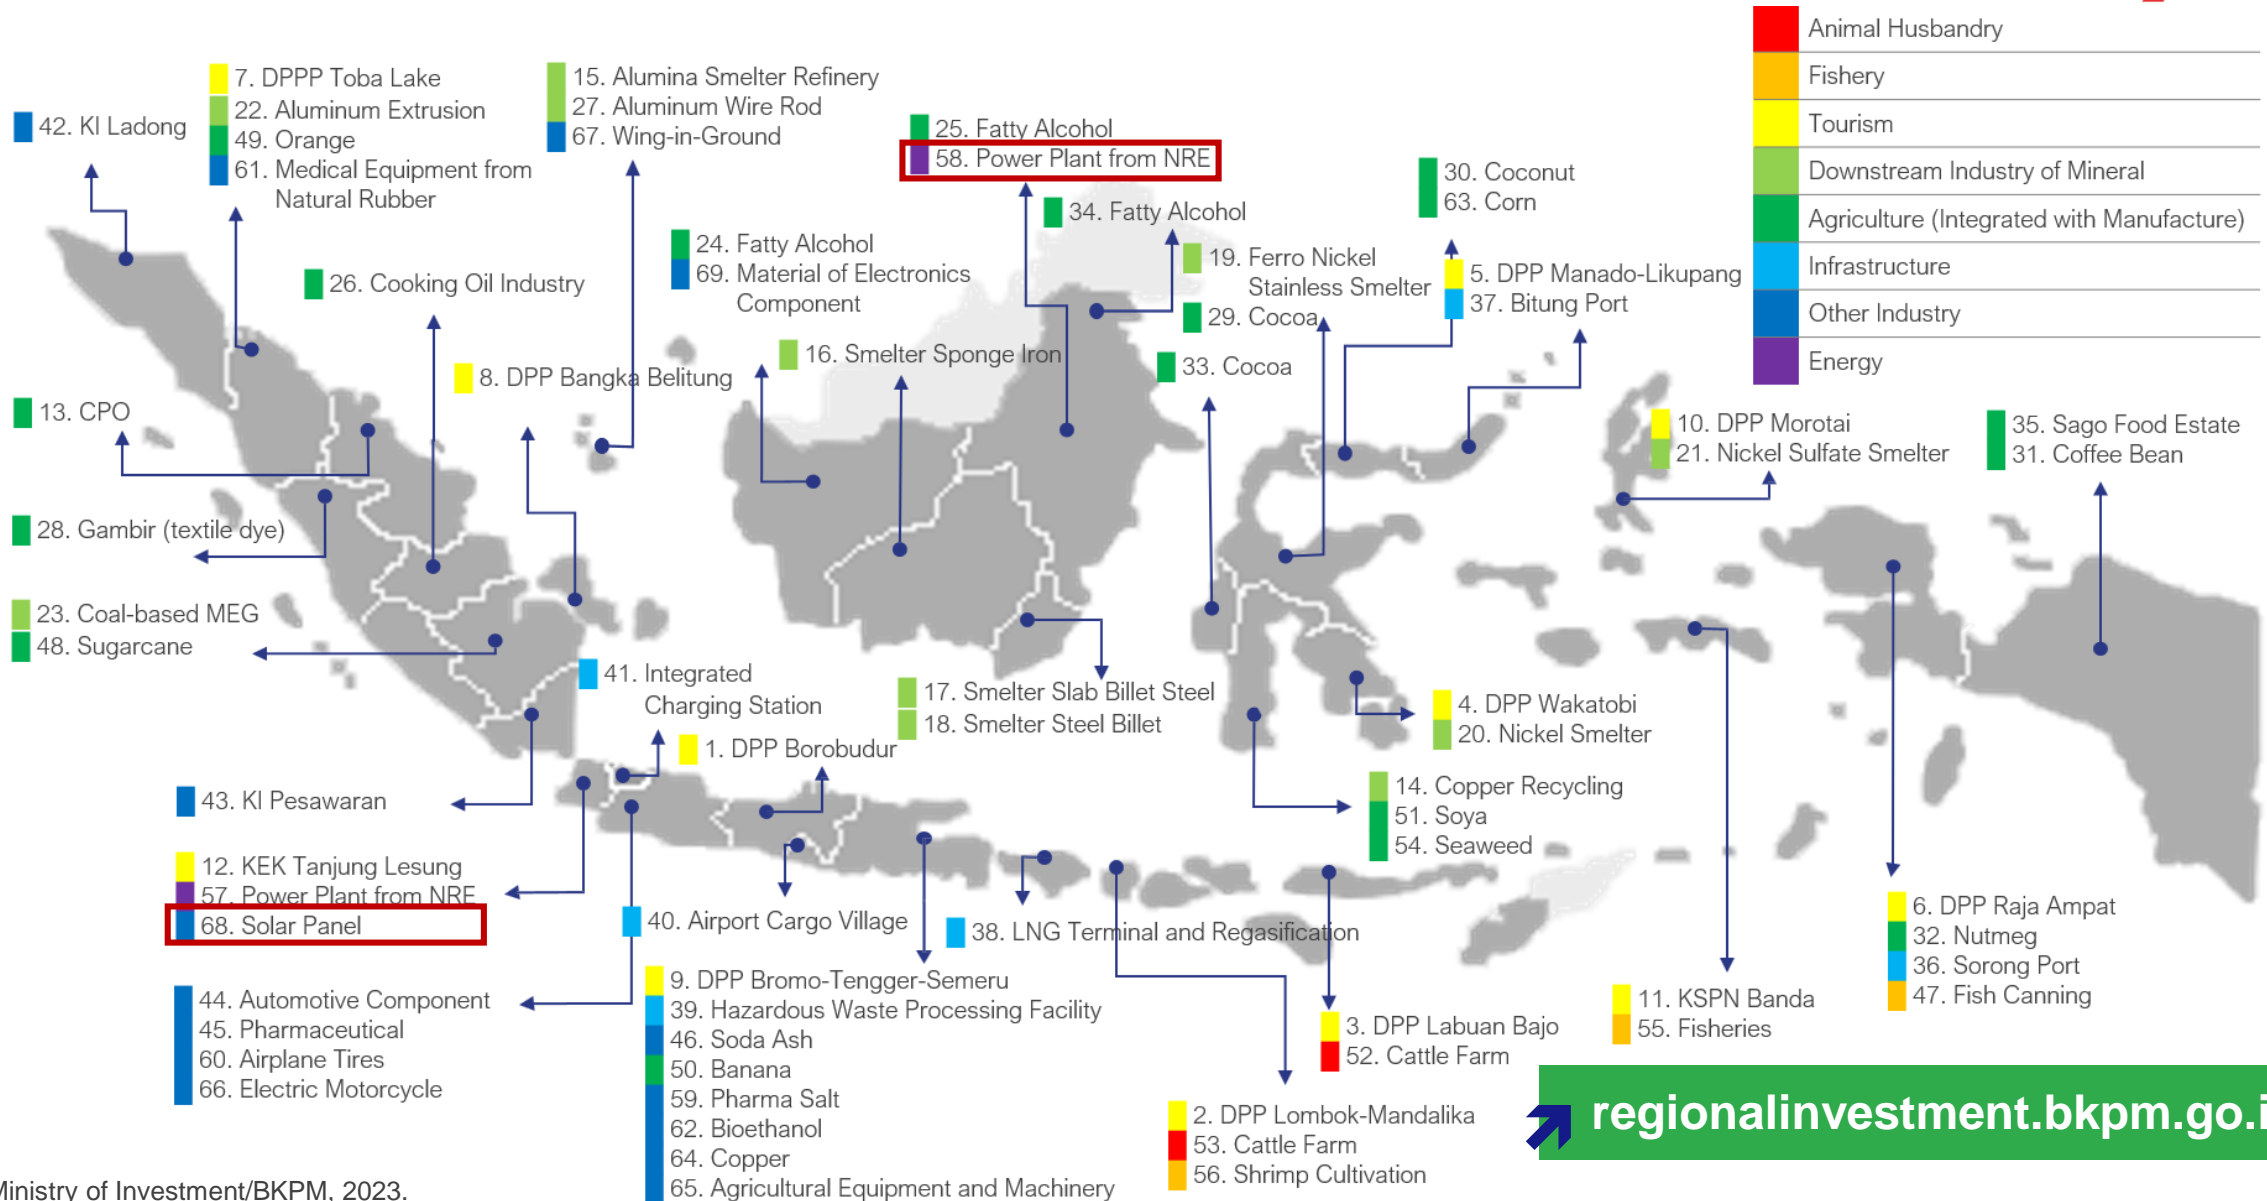 Animal Husbandry
Fishery
Tourism
Downstream Industry of Mineral
Agriculture (Integrated with Manufacture)
Infrastructure
Other Industry
Energy
42. KI Ladong
7. DPPP Toba Lake
22. Aluminum Extrusion
49. Orange
61. Medical Equipment from
Natural Rubber
15. Alumina Smelter Refinery
27. Aluminum Wire Rod
67. Wing-in-Ground
25. Fatty Alcohol
58. Power Plant from NRE
34. Fatty Alcohol
30. Coconut
63. Corn
24. Fatty Alcohol
69. Material of Electronics
Component
26. Cooking Oil Industry
19. Ferro Nickel
Stainless Smelter
29. Cocoa
5. DPP Manado-Likupang
37. Bitung Port
16. Smelter Sponge Iron
33. Cocoa
8. DPP Bangka Belitung
13. CPO
10. DPP Morotai
21. Nickel Sulfate Smelter
35. Sago Food Estate
31. Coffee Bean
28. Gambir (textile dye)
23. Coal-based MEG
48. Sugarcane
41. Integrated
Charging Station
17. Smelter Slab Billet Steel
18. Smelter Steel Billet
4. DPP Wakatobi
20. Nickel Smelter
1. DPP Borobudur
43. KI Pesawaran
14. Copper Recycling
51. Soya
54. Seaweed
12. KEK Tanjung Lesung
57. Power Plant from NRE
68. Solar Panel
40. Airport Cargo Village
38. LNG Terminal and Regasification
6. DPP Raja Ampat
32. Nutmeg
36. Sorong Port
47. Fish Canning
44. Automotive Component
45. Pharmaceutical
60. Airplane Tires
66. Electric Motorcycle
9. DPP Bromo-Tengger-Semeru
39. Hazardous Waste Processing Facility
46. Soda Ash
50. Banana
59. Pharma Salt
62. Bioethanol
64. Copper
65. Agricultural Equipment and Machinery
3. DPP Labuan Bajo
52. Cattle Farm
11. KSPN Banda
55. Fisheries
2. DPP Lombok-Mandalika
53. Cattle Farm
56. Shrimp Cultivation
regionalinvestment.bkpm.go.i
Ministry of Investment/BKPM, 2023.